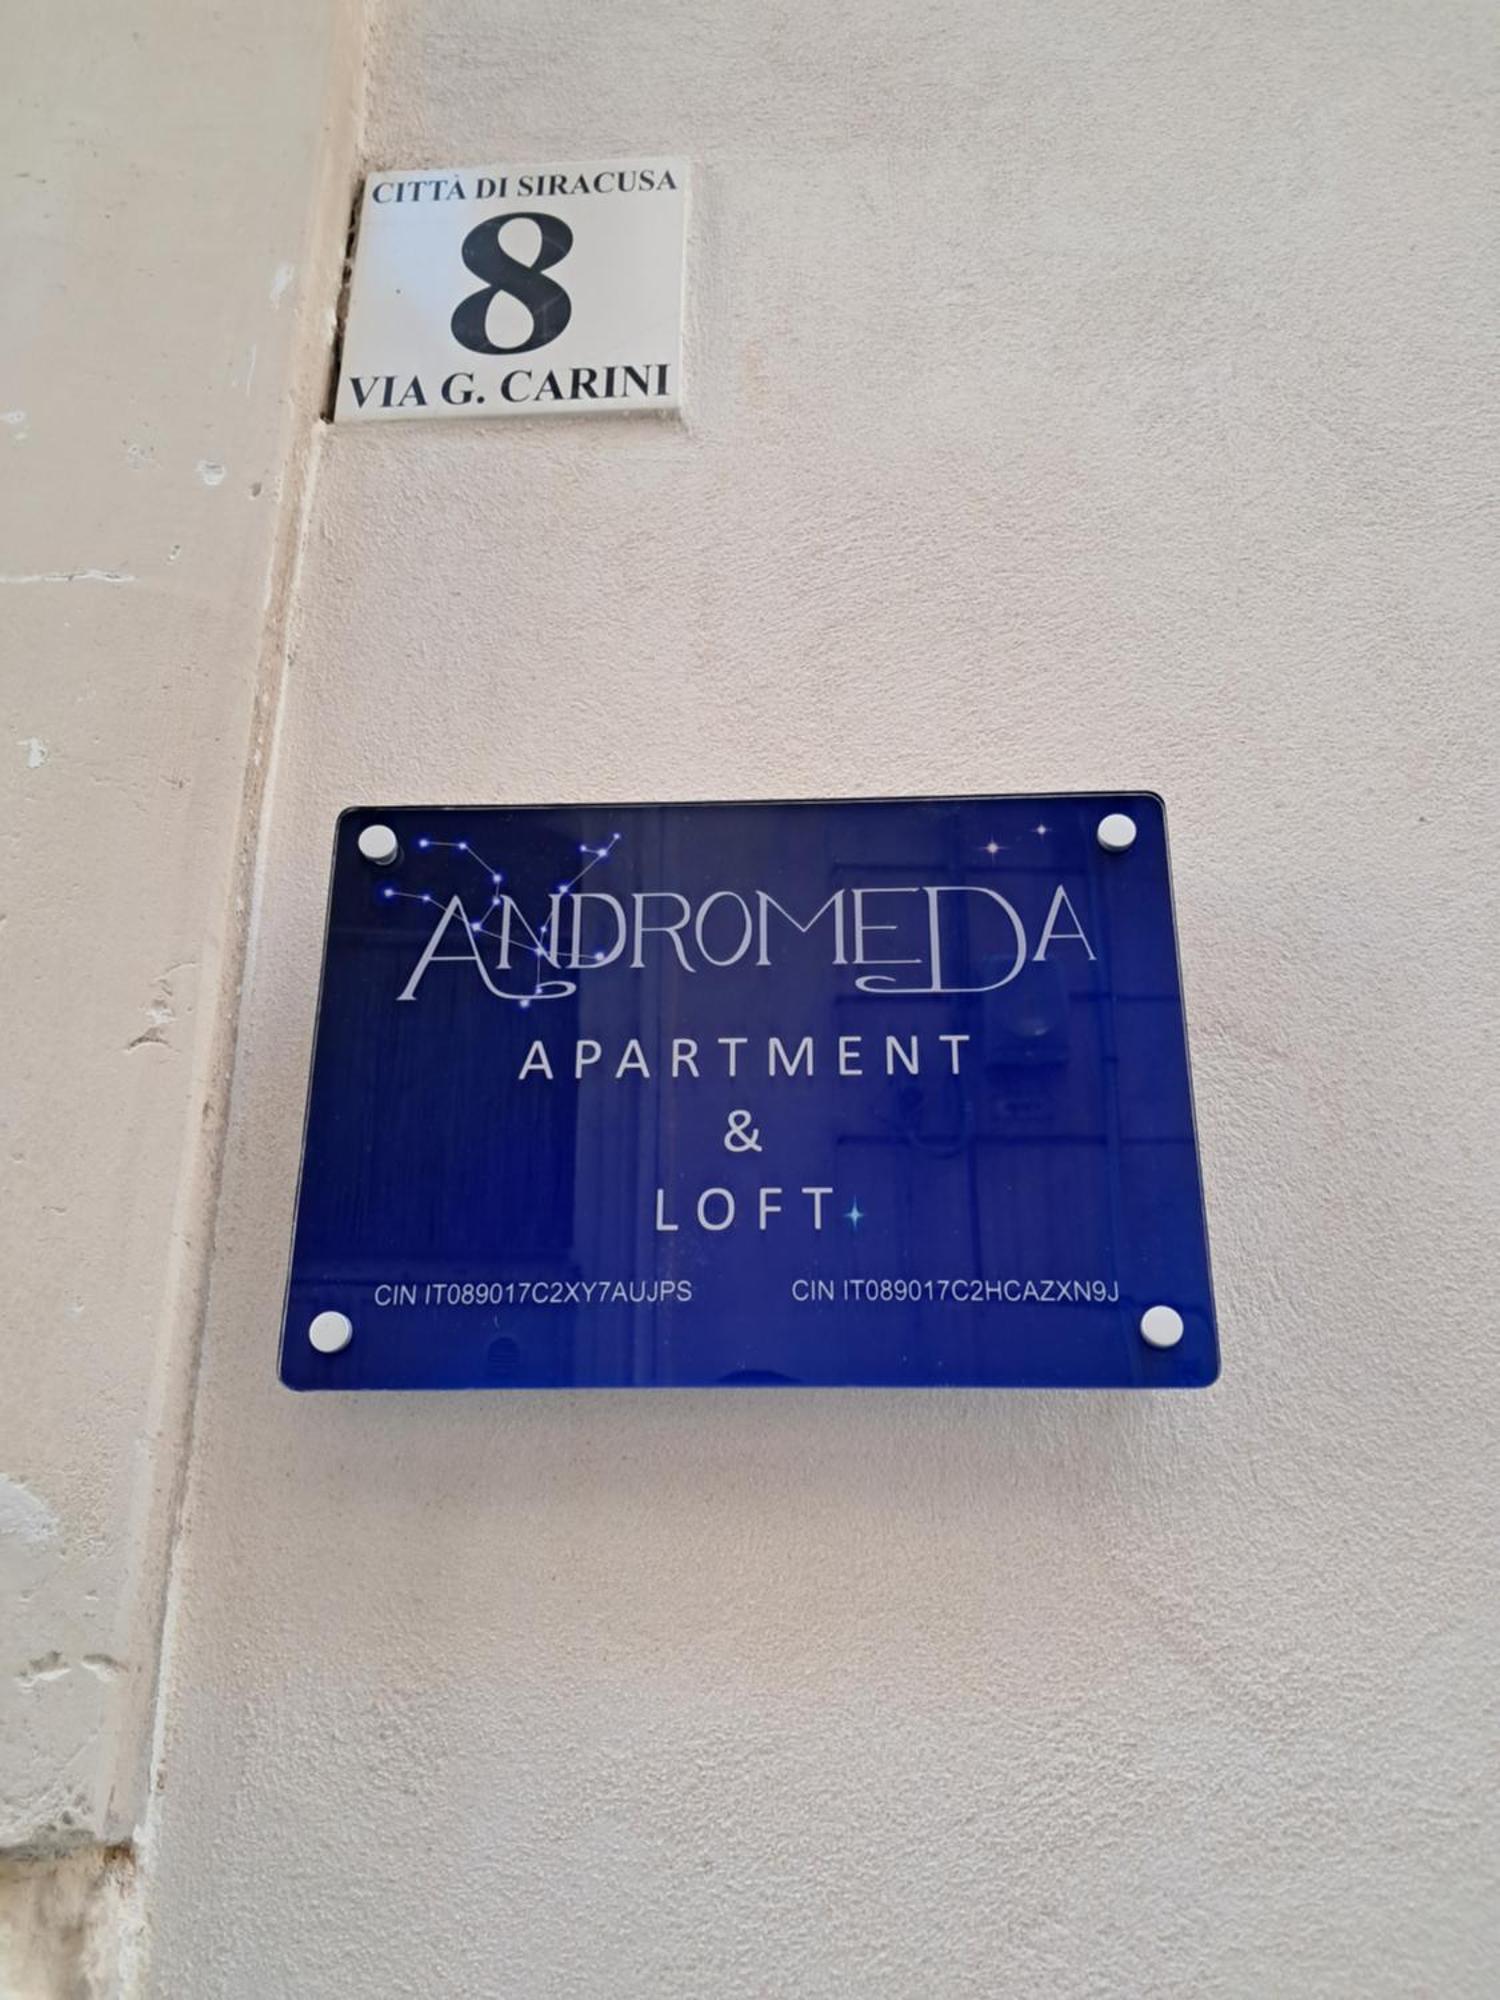 CITTÀ DI SIRACUSA
8
VIA G. CARINI
ANDROMEDA
APARTMENT
&
LOFT
CIN IT089017C2XY7AUJPS CIN IT089017C2HCAZXN9J